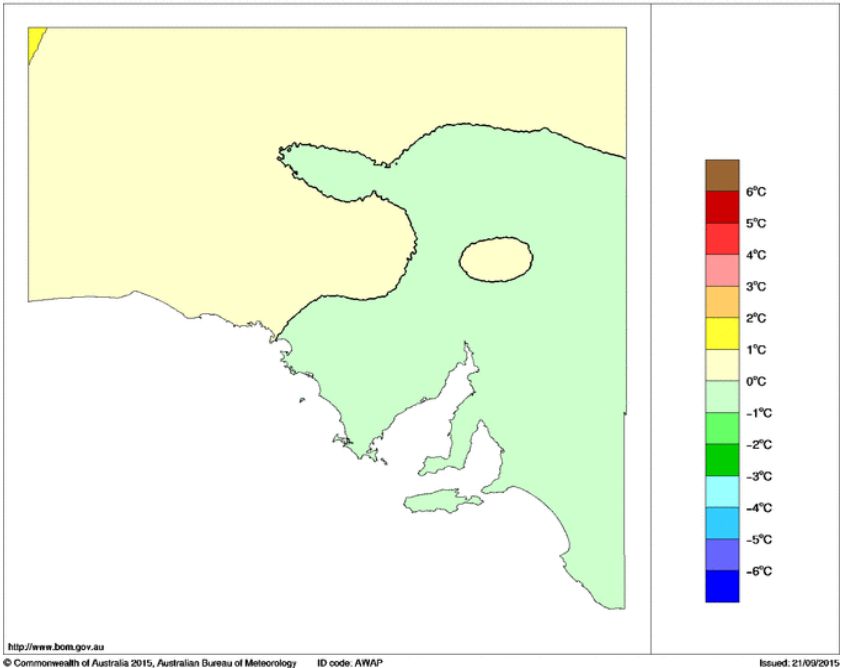 6°C
5°C
4°C
3°C
2°C
1°C
0°C
-1°C
-2°C
-3°C
-4°C
-5°C
-6°C
http://www.bom.gov.au
© Commonwealth of Australia 2015, Australian Bureau of Meteorology ID code: AWAP Issued: 21/09/2015